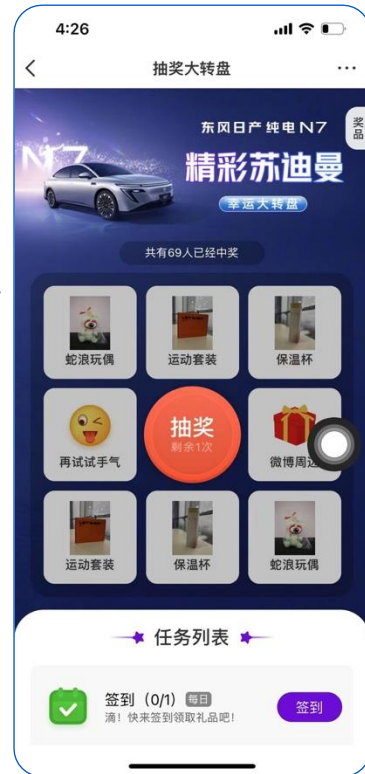 4:26
抽奖大转盘
奖品
东风日产纯电N7
N7
精彩苏迪曼
幸运大转盘
共有69人已经中奖
蛇浪玩偶
运动套装
保温杯
再试试手气
抽奖
剩余1次
微博周边
运动套装
保温杯
蛇浪玩偶
任务列表
签到（0/1）
每日
滴！快来签到领取礼品吧！
签到